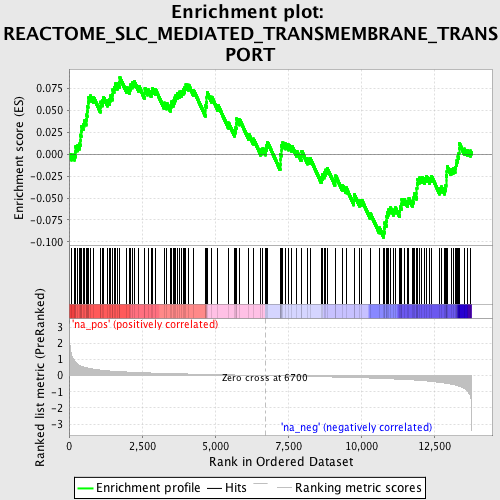 Enrichment plot:
REACTOME_SLC_MEDIATED_TRANSMEMBRANE_TRANS
PORT
Enrichment score (ES)
0.075
0.050
0.025
0.000
-0.025
-0.050
-0.075
-0.100
'na_pos' (positively correlated)
Ranked list metric (PreRanked)
3
2
1
0
-1
-2
-3
Zero cross at 6700
'na_neg' (negatively correlated)
0
2,500
5,000
7,500
10,000
12,500
Rank in Ordered Dataset
Enrichment profile
Hits
Ranking metric scores